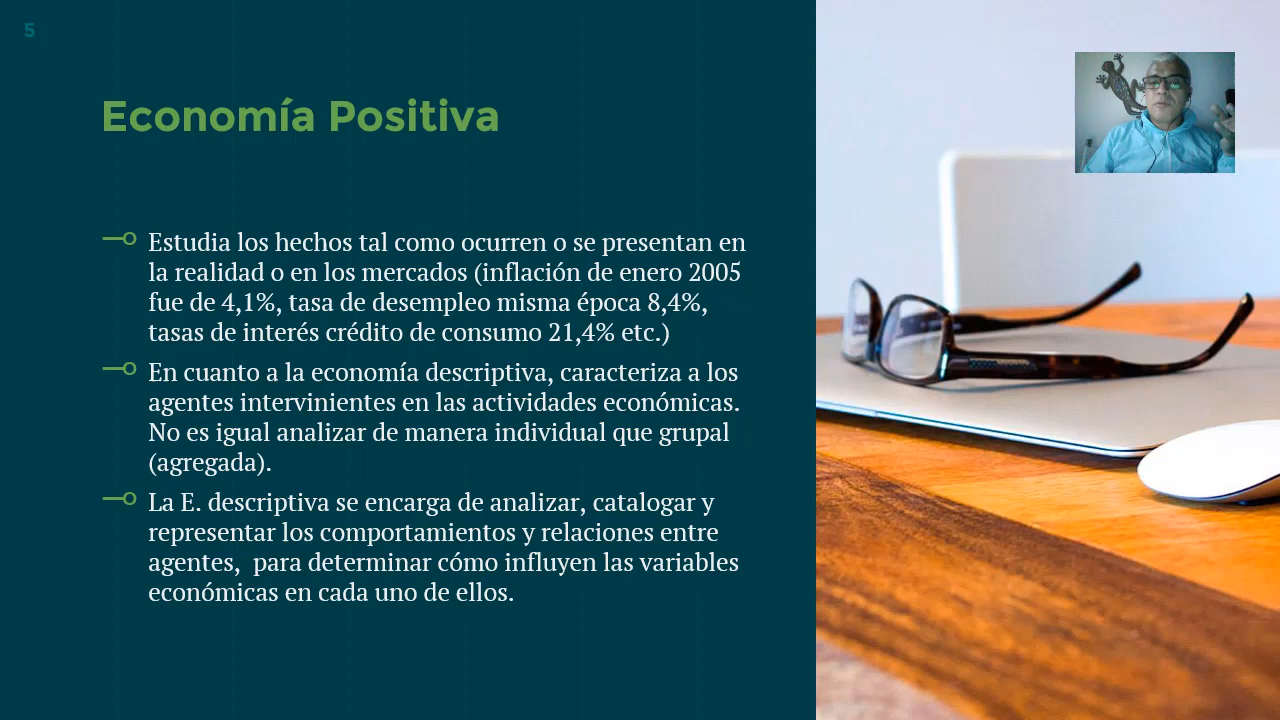 5
Economía Positiva
Estudia los hechos tal como ocurren o se presentan en
la realidad o en los mercados (inflación de enero 2005
fue de 4,1%, tasa de desempleo misma época 8,4%,
tasas de interés crédito de consumo 21,4% etc.)
En cuanto a la economía descriptiva, caracteriza a los
agentes intervinientes en las actividades económicas.
No es igual analizar de manera individual que grupal
(agregada).
La E. descriptiva se encarga de analizar, catalogar y
representar los comportamientos y relaciones entre
agentes,  para determinar cómo influyen las variables
económicas en cada uno de ellos.